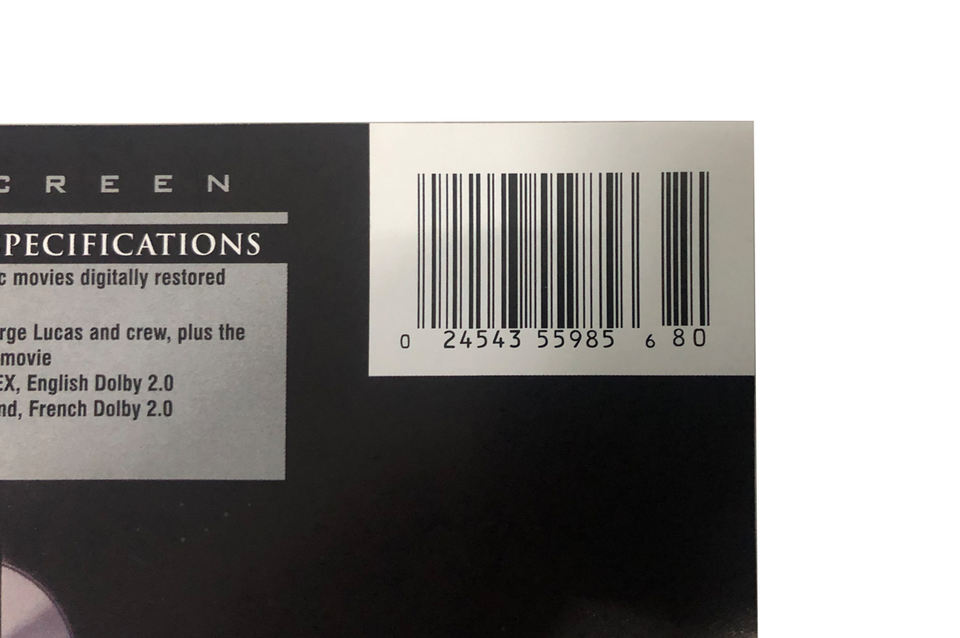 CREEN
PECIFICATIONS
c movies digitally restored
rge Lucas and crew, plus the
movie
EX, English Dolby 2.0
nd, French Dolby 2.0
0 24543 55985 6 80